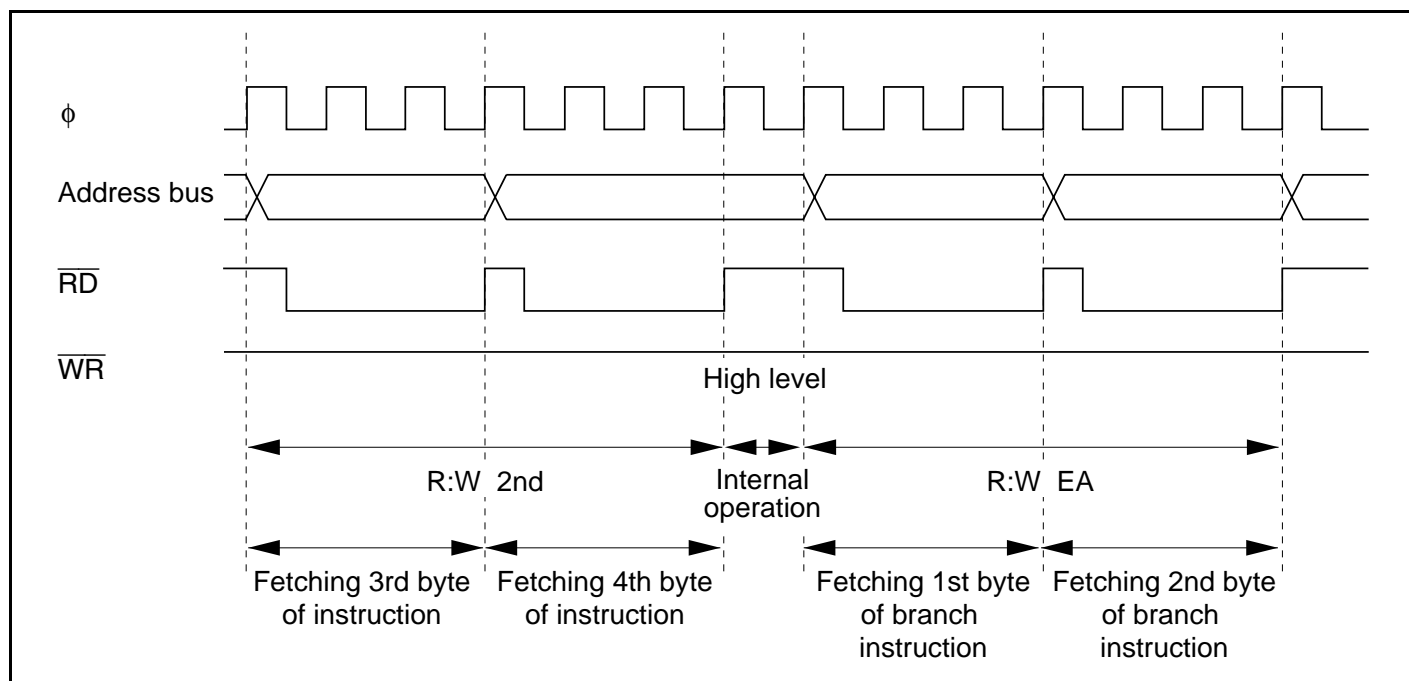 φ
Address bus
RD
WR
High level
R:W 2nd
Internal
operation
R:W EA
Fetching 3rd byte
of instruction
Fetching 4th byte
of instruction
Fetching 1st byte
of branch
instruction
Fetching 2nd byte
of branch
instruction